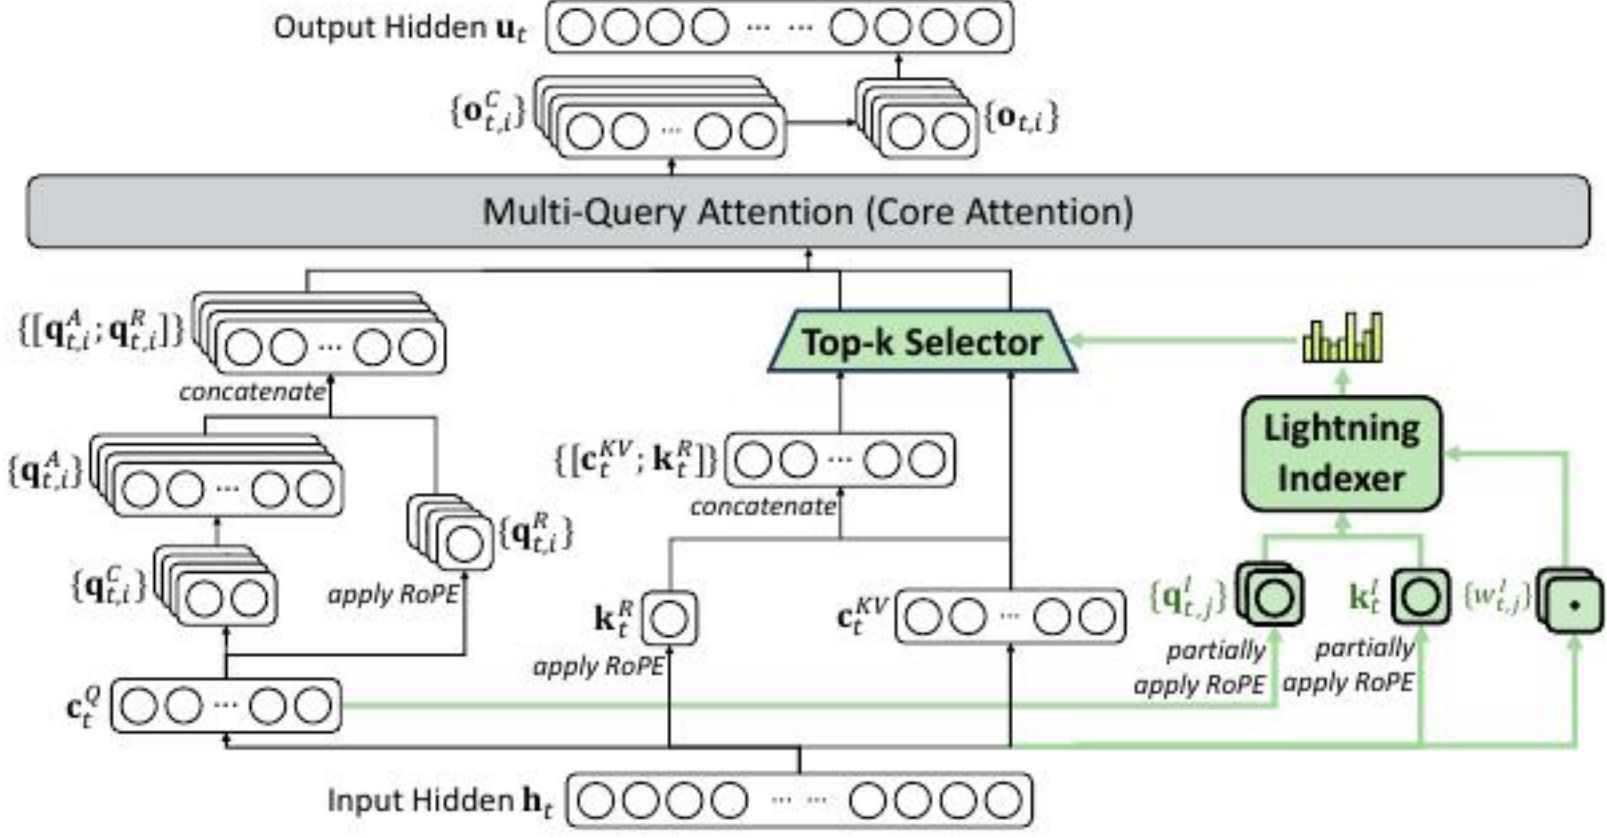 Output Hidden u_t
··· ···
{o^C_{t,i}}
···
{o_{t,i}}
Multi-Query Attention (Core Attention)
{[q^A_{t,i}; q^R_{t,i}]}
···
concatenate
Top-k Selector
{q^A_{t,i}}
···
{[c^{KV}_t; k^R_t]}
···
concatenate
Lightning
Indexer
{q^R_{t,i}}
{q^C_{t,i}}
apply RoPE
k^R_t
apply RoPE
c^{KV}_t
···
{q^I_{t,j}}
partially
apply RoPE
k^I_t
partially
apply RoPE
{w^I_{t,j}}
c^Q_t
···
Input Hidden h_t
··· ···